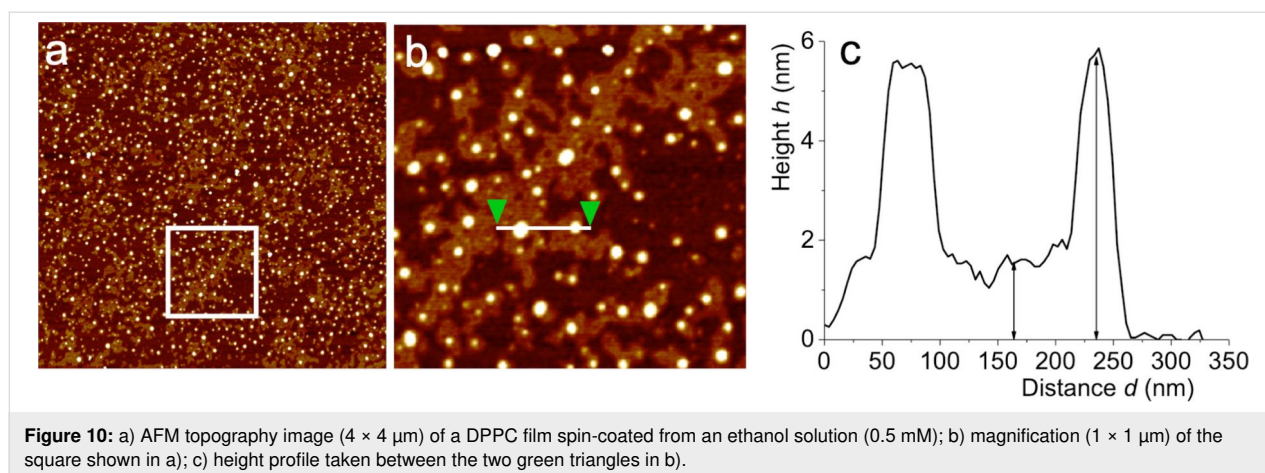 a
b
c
Height h (nm)
6
4
2
0
0 50 100 150 200 250 300 350
Distance d (nm)
Figure 10: a) AFM topography image (4 × 4 μm) of a DPPC film spin-coated from an ethanol solution (0.5 mM); b) magnification (1 × 1 μm) of the
square shown in a); c) height profile taken between the two green triangles in b).